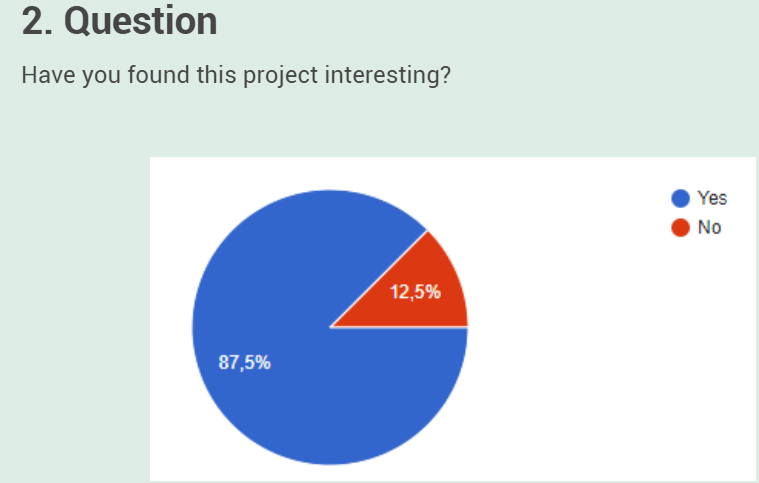 2. Question
Have you found this project interesting?
Yes
No
12,5%
87,5%